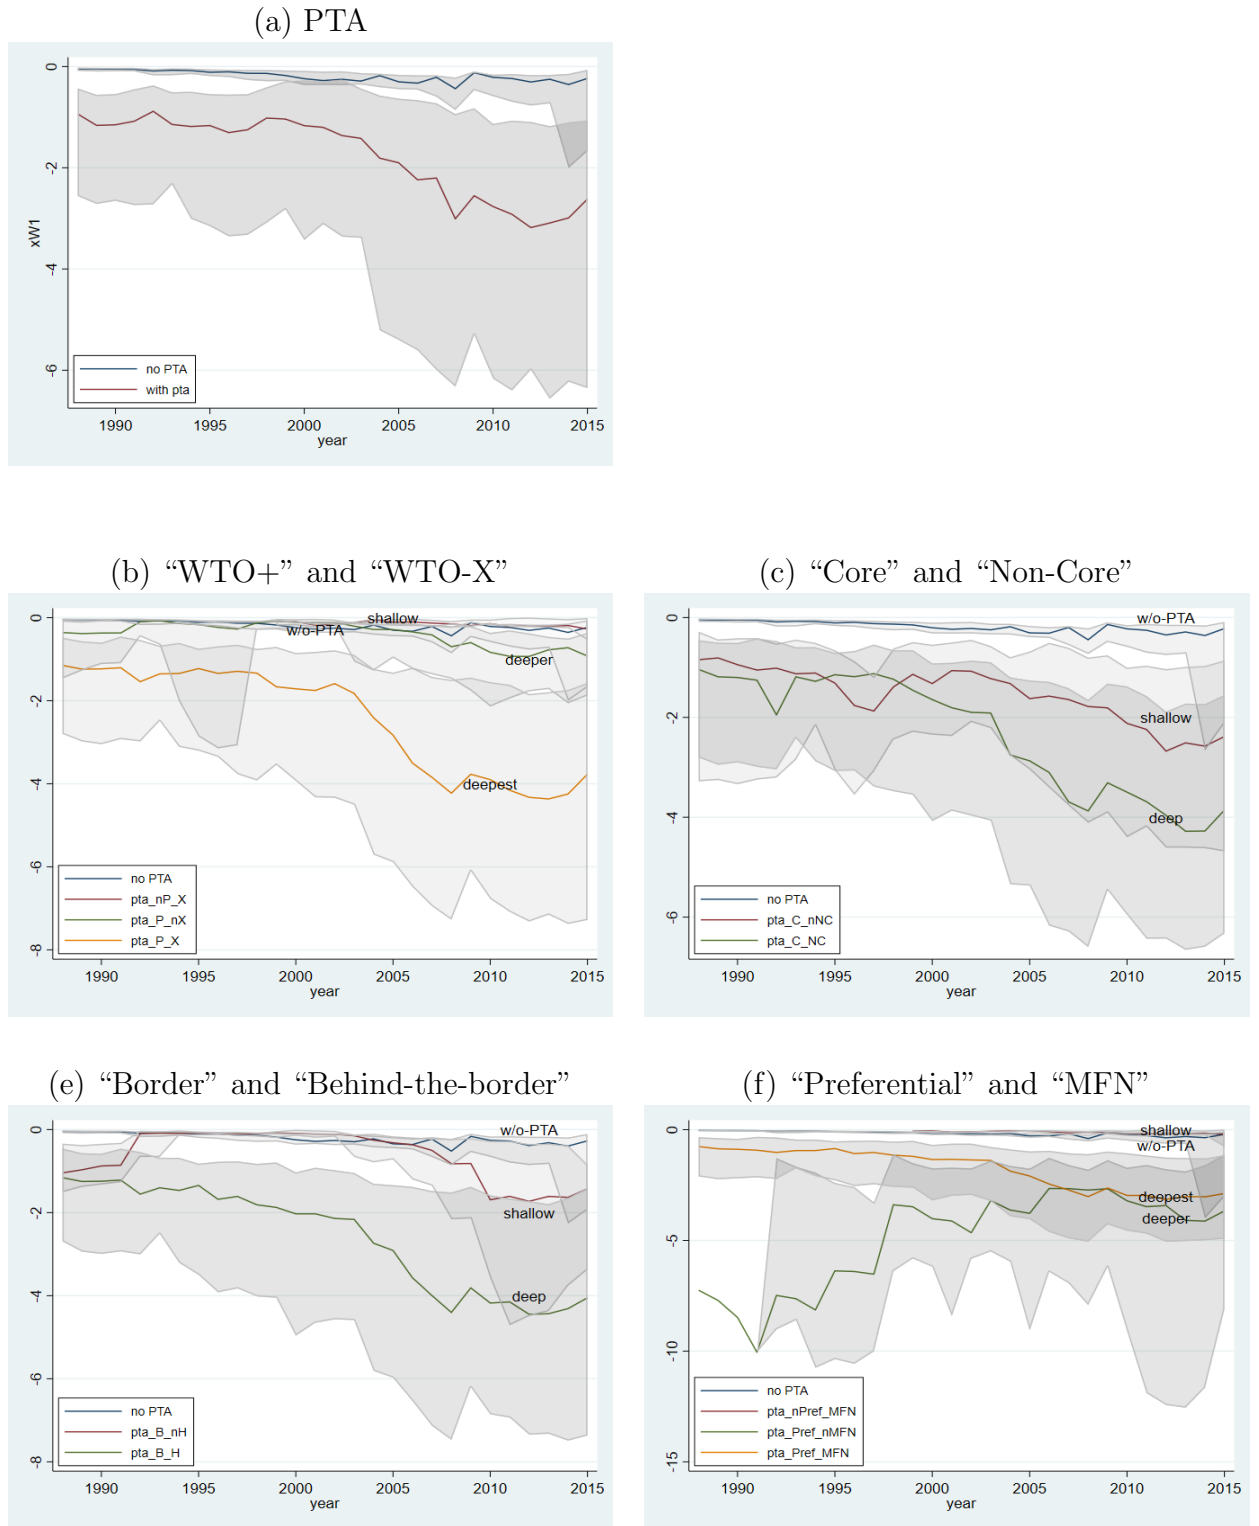 (a) PTA
0
-2
-4
-6
xW1
no PTA
with pta
1990 1995 2000 2005 2010 2015
year
(b) “WTO+” and “WTO-X”
0
-2
-4
-6
-8
shallow
w/o-PTA
deeper
deepest
no PTA
pta_nP_X
pta_P_nX
pta_P_X
1990 1995 2000 2005 2010 2015
year
(c) “Core” and “Non-Core”
0
-2
-4
-6
w/o-PTA
shallow
deep
no PTA
pta_C_nNC
pta_C_NC
1990 1995 2000 2005 2010 2015
year
(e) “Border” and “Behind-the-border”
0
-2
-4
-6
-8
w/o-PTA
shallow
deep
no PTA
pta_B_nH
pta_B_H
1990 1995 2000 2005 2010 2015
year
(f) “Preferential” and “MFN”
0
-5
-10
-15
shallow
w/o-PTA
deepest
deeper
no PTA
pta_nPref_MFN
pta_Pref_nMFN
pta_Pref_MFN
1990 1995 2000 2005 2010 2015
year